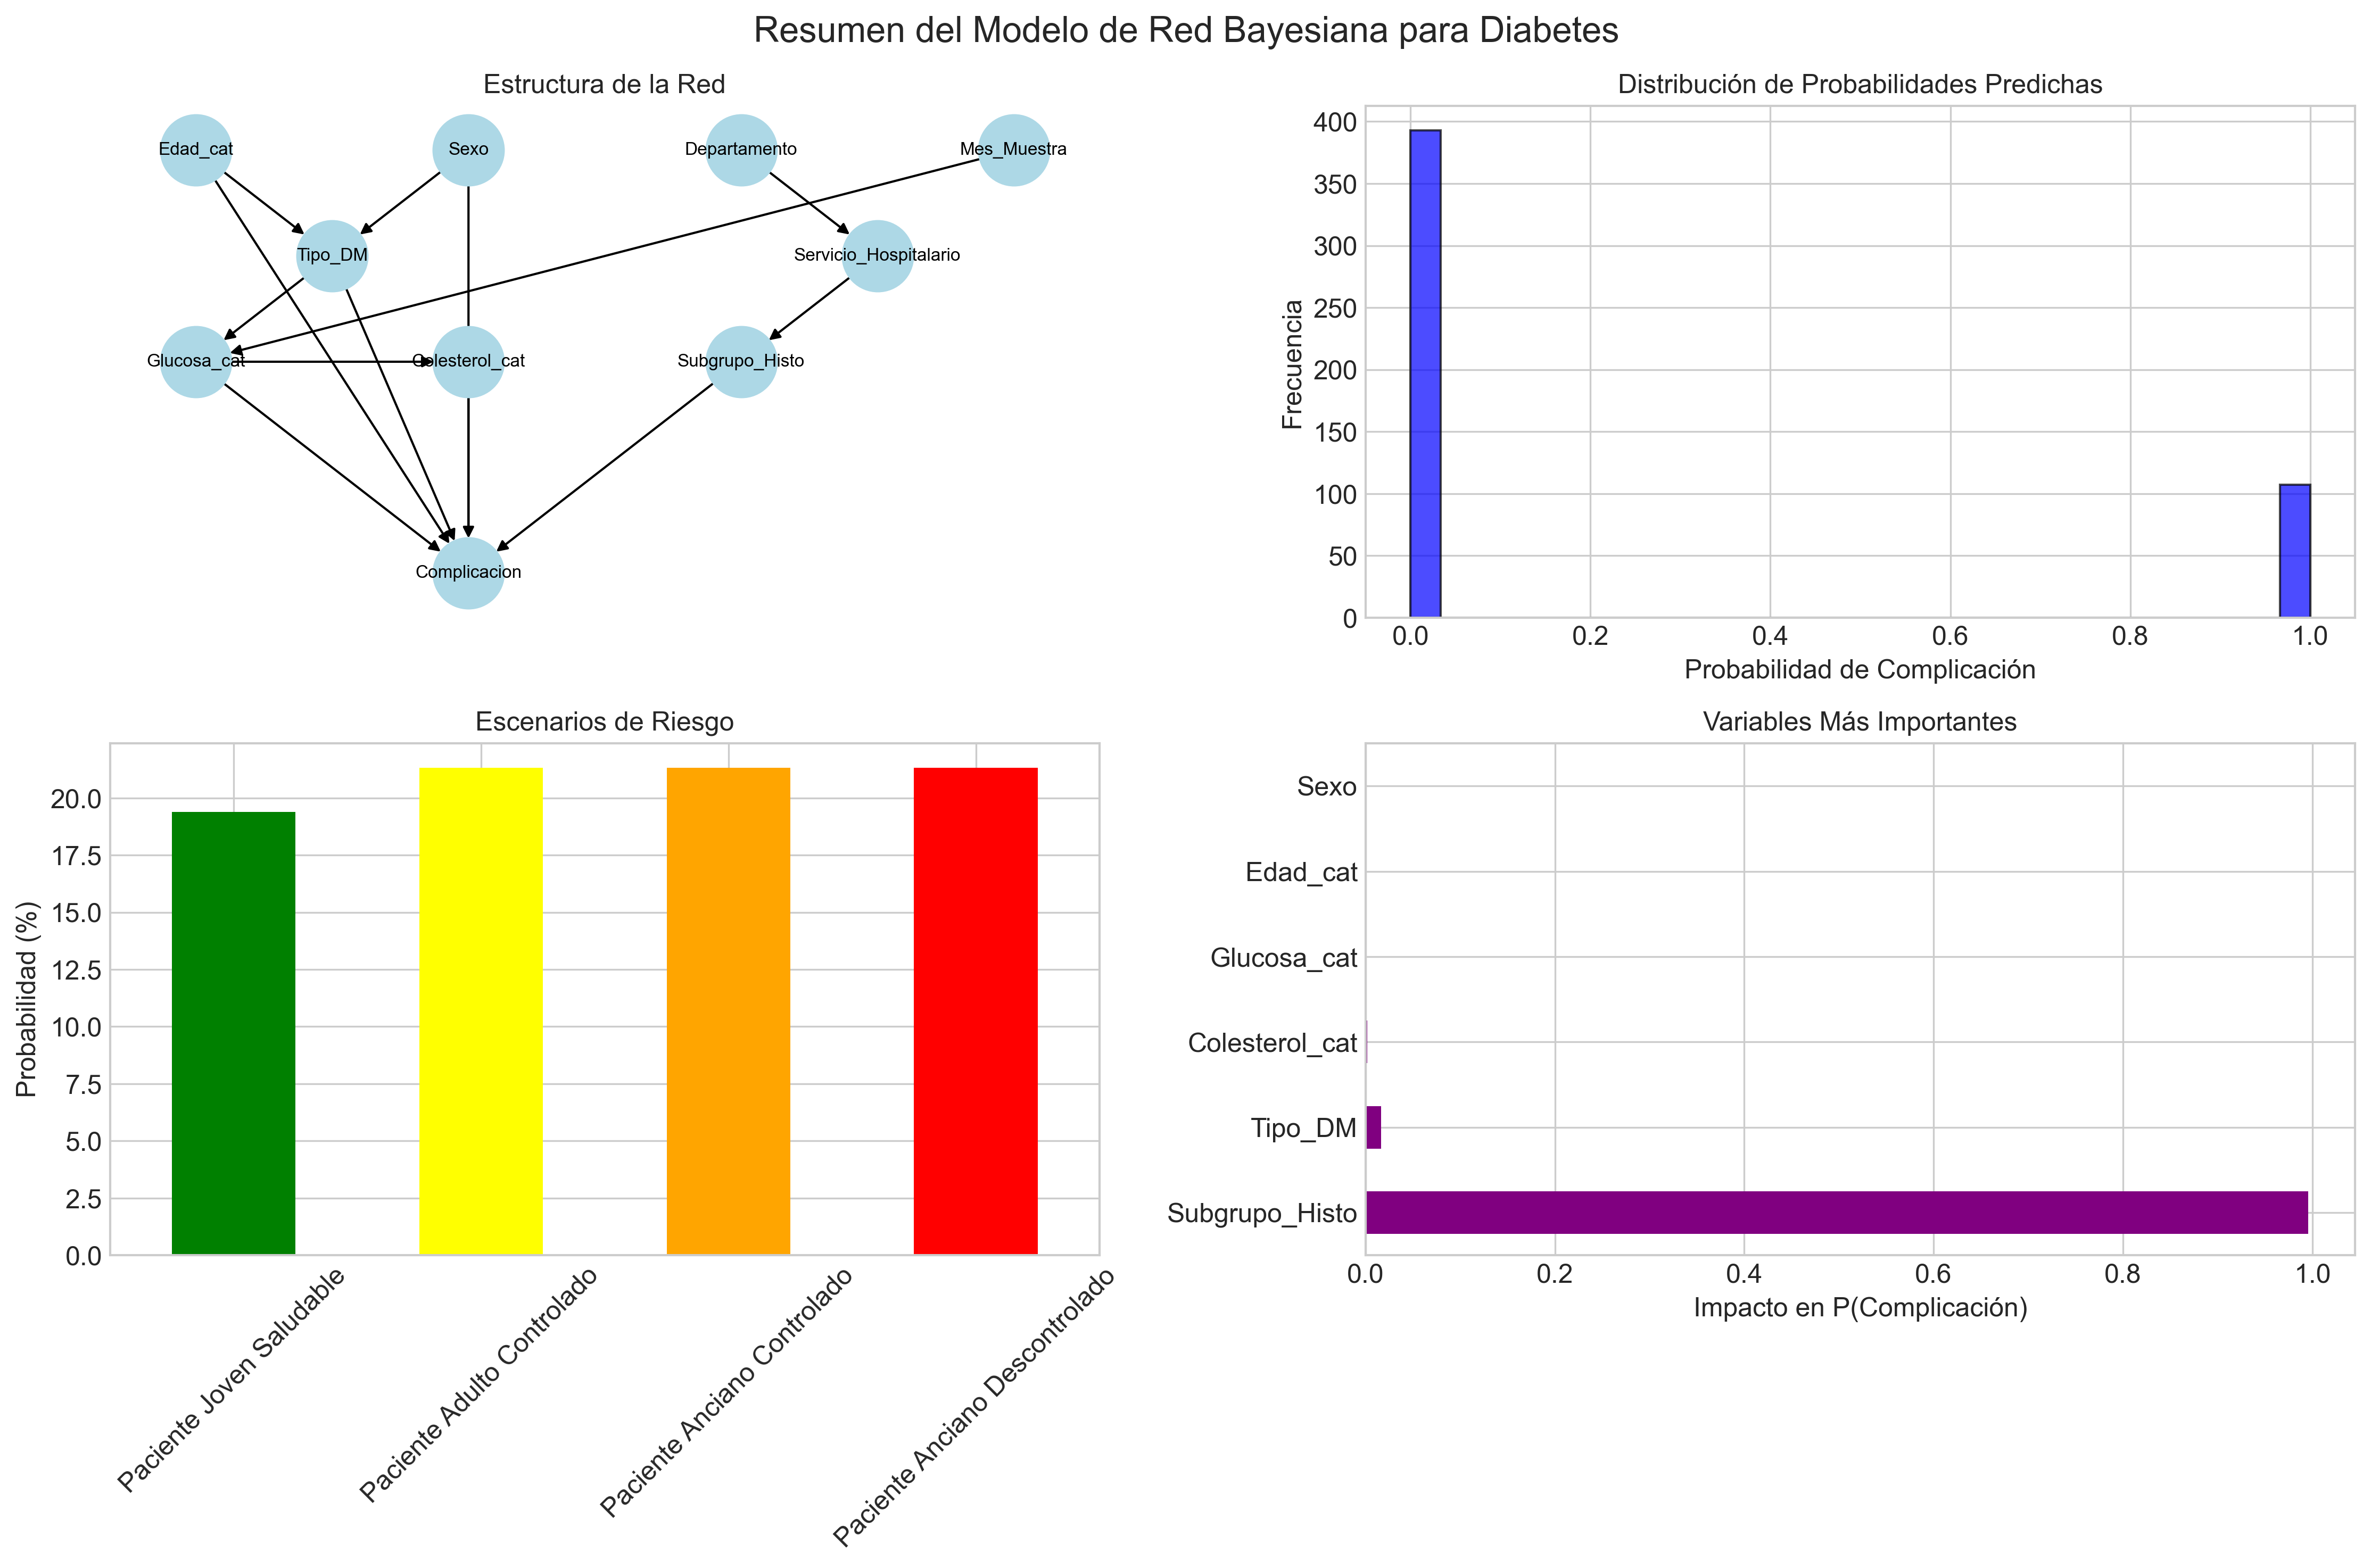 Resumen del Modelo de Red Bayesiana para Diabetes
Estructura de la Red
Edad_cat
Sexo
Departamento
Mes_Muestra
Tipo_DM
Servicio_Hospitalario
Glucosa_cat
Colesterol_cat
Subgrupo_Histo
Complicacion
Distribución de Probabilidades Predichas
Frecuencia
400
350
300
250
200
150
100
50
0
0.0 0.2 0.4 0.6 0.8 1.0
Probabilidad de Complicación
Escenarios de Riesgo
Probabilidad (%)
20.0
17.5
15.0
12.5
10.0
7.5
5.0
2.5
0.0
Paciente Joven Saludable
Paciente Adulto Controlado
Paciente Anciano Controlado
Paciente Anciano Descontrolado
Variables Más Importantes
Sexo
Edad_cat
Glucosa_cat
Colesterol_cat
Tipo_DM
Subgrupo_Histo
0.0 0.2 0.4 0.6 0.8 1.0
Impacto en P(Complicación)